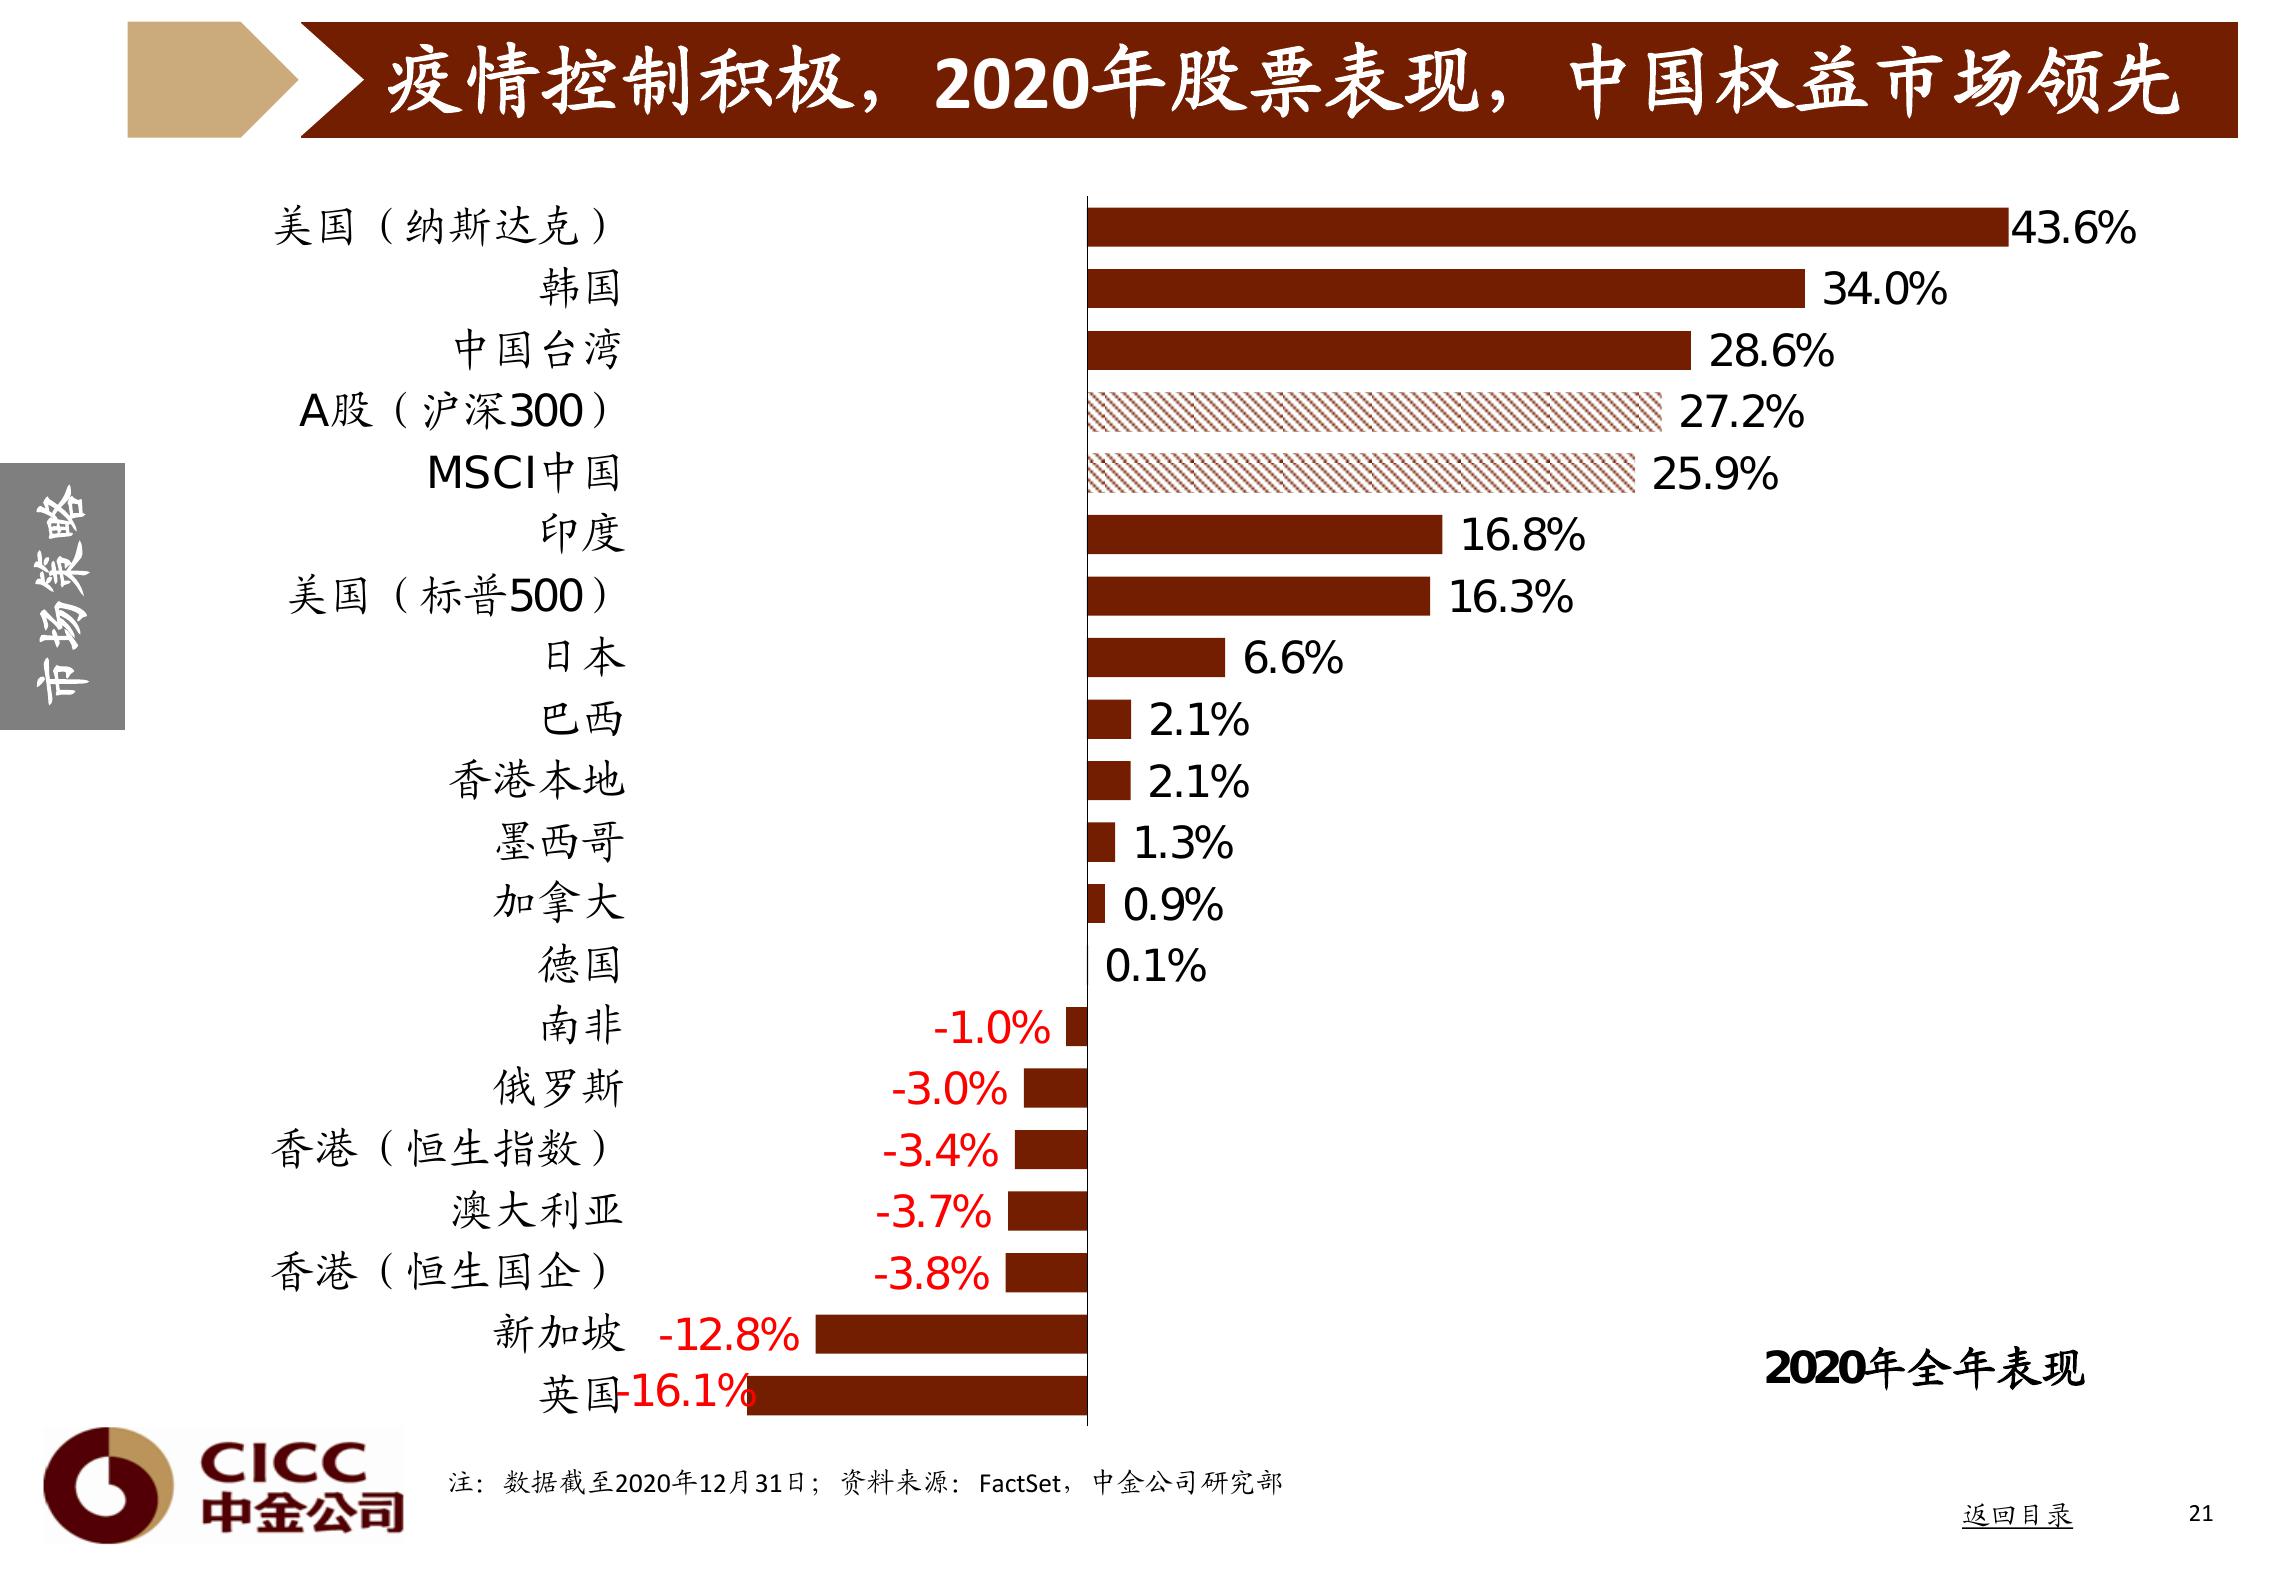 疫情控制积极，2020年股票表现，中国权益市场领先
市场策略
美国（纳斯达克） 43.6%
韩国 34.0%
中国台湾 28.6%
A股（沪深300） 27.2%
MSCI中国 25.9%
印度 16.8%
美国（标普500） 16.3%
日本 6.6%
巴西 2.1%
香港本地 2.1%
墨西哥 1.3%
加拿大 0.9%
德国 0.1%
南非 -1.0%
俄罗斯 -3.0%
香港（恒生指数） -3.4%
澳大利亚 -3.7%
香港（恒生国企） -3.8%
新加坡 -12.8%
英国 -16.1%
2020年全年表现
CICC
中金公司
注：数据截至2020年12月31日；资料来源：FactSet，中金公司研究部
返回目录 21